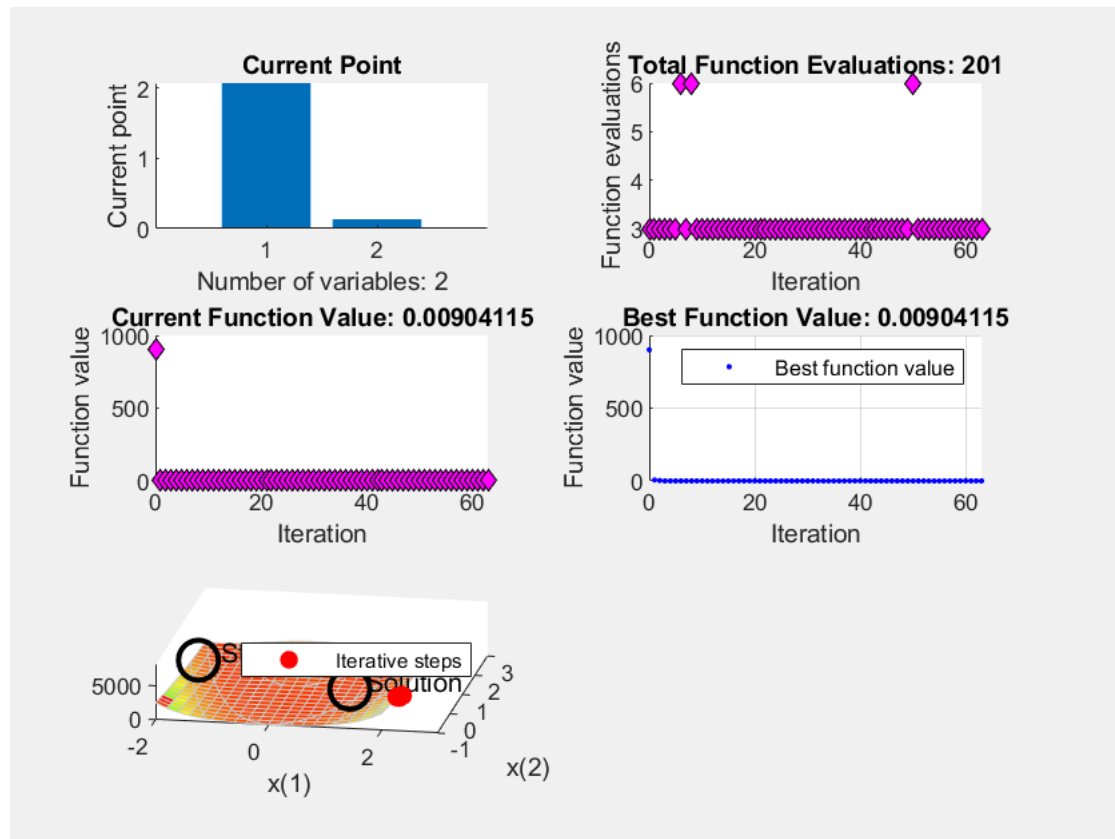 Current Point
Current point
2
1
0
1
2
Number of variables: 2
Total Function Evaluations: 201
Function evaluations
6
5
4
3
0
20
40
60
Iteration
Current Function Value: 0.00904115
Function value
1000
500
0
0
20
40
60
Iteration
Best Function Value: 0.00904115
Function value
1000
500
0
Best function value
0
20
40
60
Iteration
S
Iterative steps
Solution
5000
0
-2
0
2
x(1)
-1
0
1
2
3
x(2)